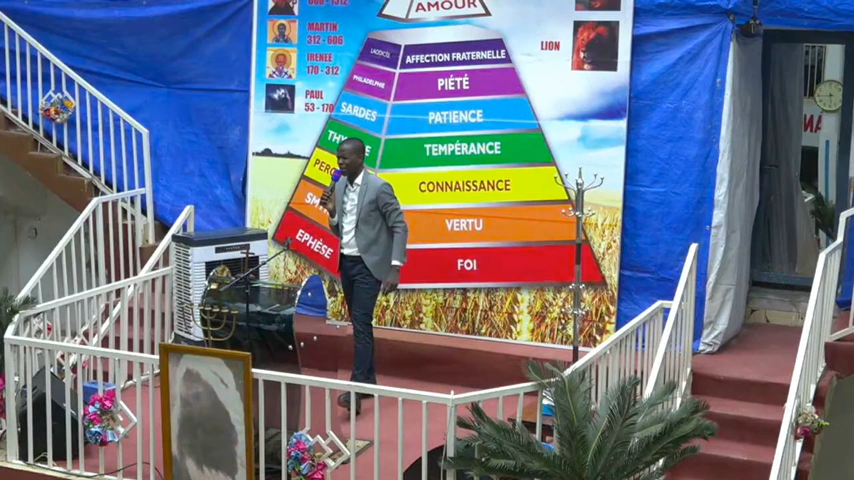 AMOUR
MARTIN
312 - 606
IRENEE
170 - 312
PAUL
53 - 170
LION
LAODICÉE
AFFECTION FRATERNELLE
PHILADELPHIE
PIÉTÉ
SARDES
PATIENCE
TEMPÉRANCE
CONNAISSANCE
VERTU
EPHÈSE
FOI